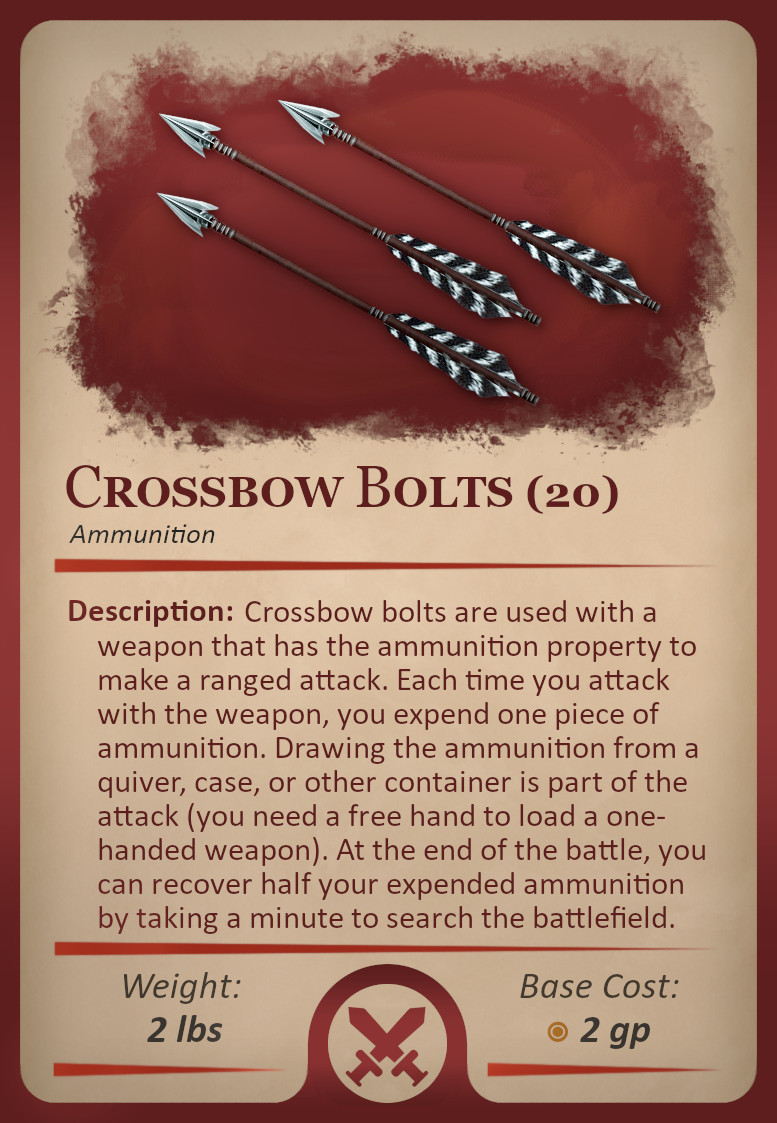 Crossbow Bolts (20)
Ammunition
Description: Crossbow bolts are used with a
weapon that has the ammunition property to
make a ranged attack. Each time you attack
with the weapon, you expend one piece of
ammunition. Drawing the ammunition from a
quiver, case, or other container is part of the
attack (you need a free hand to load a one-
handed weapon). At the end of the battle, you
can recover half your expended ammunition
by taking a minute to search the battlefield.
Weight:
2 lbs
Base Cost:
2 gp